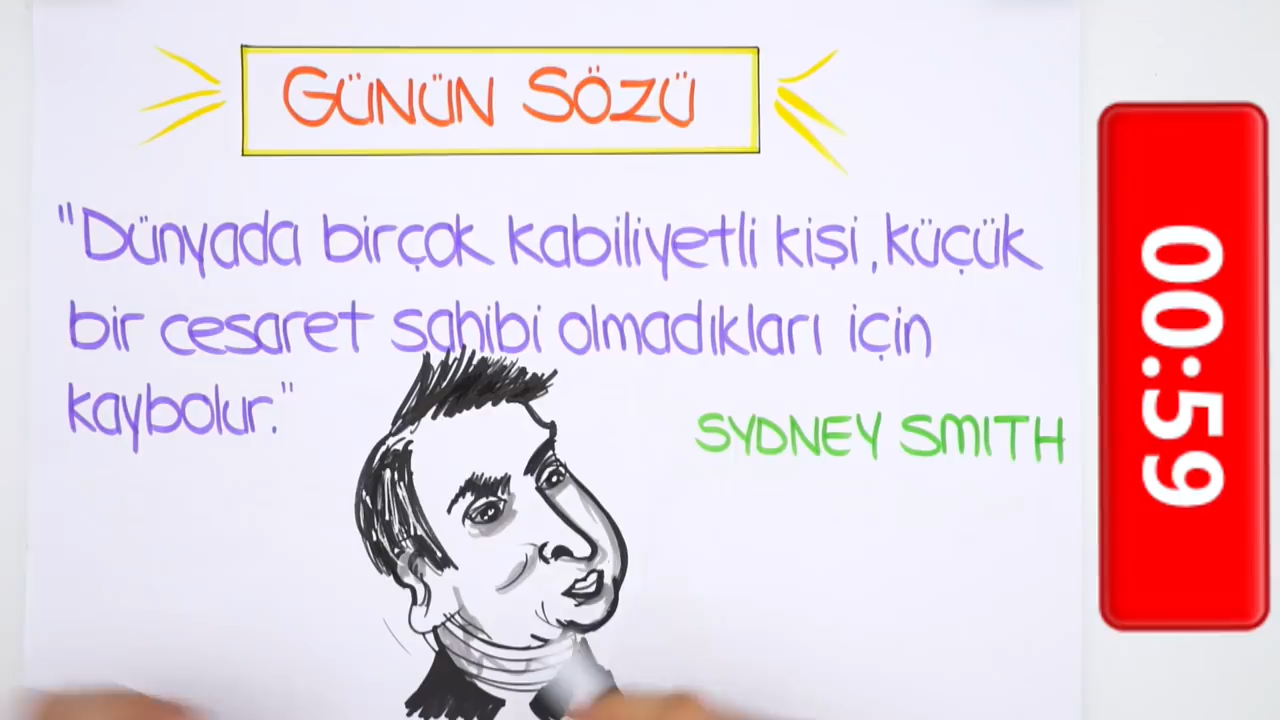 GÜNÜN SÖZÜ
"Dünyada birçok kabiliyetli kişi, küçük
bir cesaret sahibi olmadıkları için
kaybolur."
SYDNEY SMITH
00:59